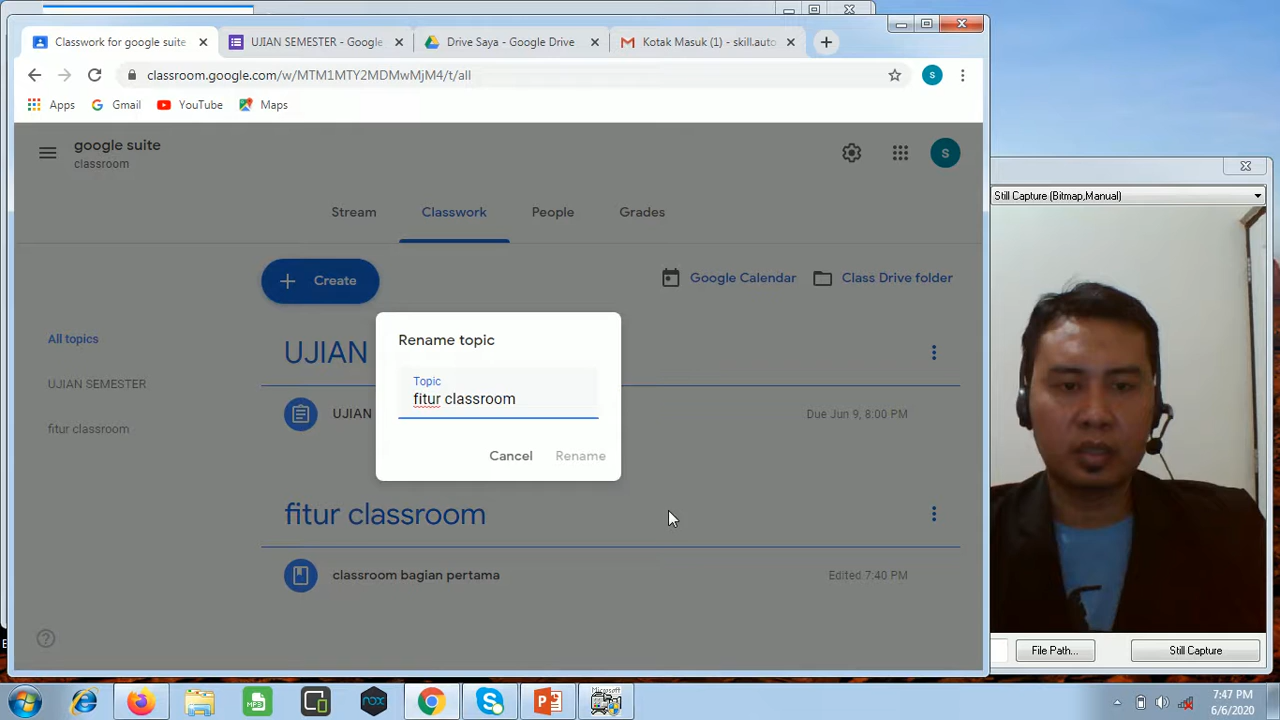 Classwork for google suite
UJIAN SEMESTER - Google
Drive Saya - Google Drive
Kotak Masuk (1) - skill.auto
classroom.google.com/w/MTM1MTY2MDMwMjM4/t/all
S
Apps
Gmail
YouTube
Maps
google suite
classroom
S
Stream
Classwork
People
Grades
Create
Google Calendar
Class Drive folder
All topics
UJIAN SEMESTER
fitur classroom
UJIAN
UJIAN
Due Jun 9, 8:00 PM
Rename topic
Topic
fitur classroom
Cancel
Rename
fitur classroom
classroom bagian pertama
Edited 7:40 PM
Still Capture (Bitmap,Manual)
File Path...
Still Capture
MP3
nox
7:47 PM
6/6/2020